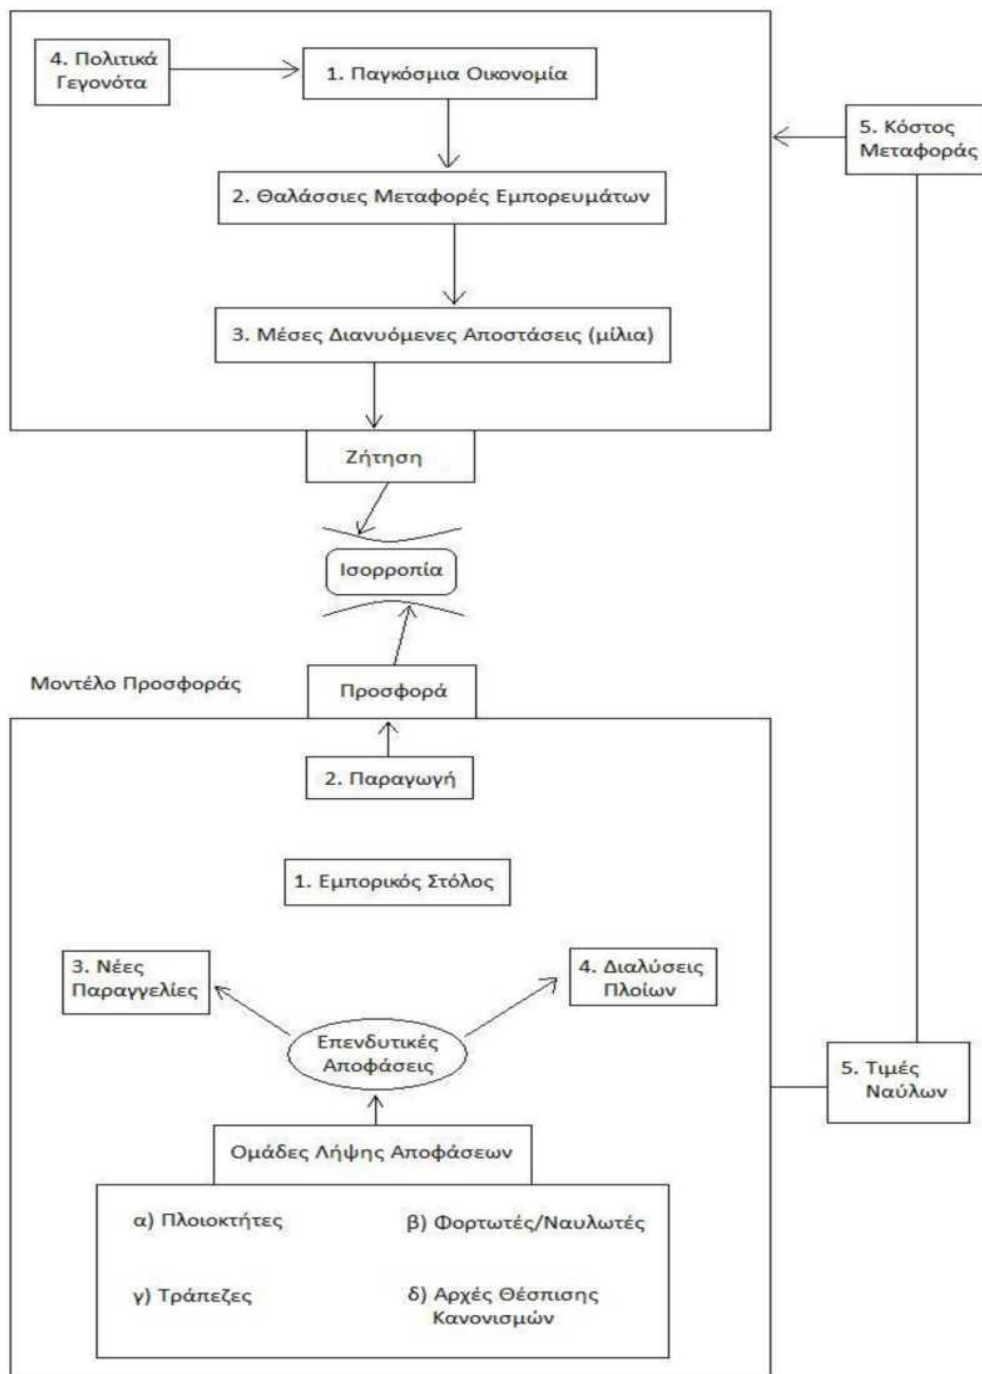 4. Πολιτικά
Γεγονότα
1. Παγκόσμια Οικονομία
5. Κόστος
Μεταφοράς
2. Θαλάσσιες Μεταφορές Εμπορευμάτων
3. Μέσες Διανυόμενες Αποστάσεις (μίλια)
Ζήτηση
Ισορροπία
Μοντέλο Προσφοράς
Προσφορά
2. Παραγωγή
1. Εμπορικός Στόλος
3. Νέες
Παραγγελίες
4. Διαλύσεις
Πλοίων
Επενδυτικές
Αποφάσεις
5. Τιμές
Ναύλων
Ομάδες Λήψης Αποφάσεων
α) Πλοιοκτήτες
β) Φορτωτές/Ναυλωτές
γ) Τράπεζες
δ) Αρχές Θέσπισης
Κανονισμών